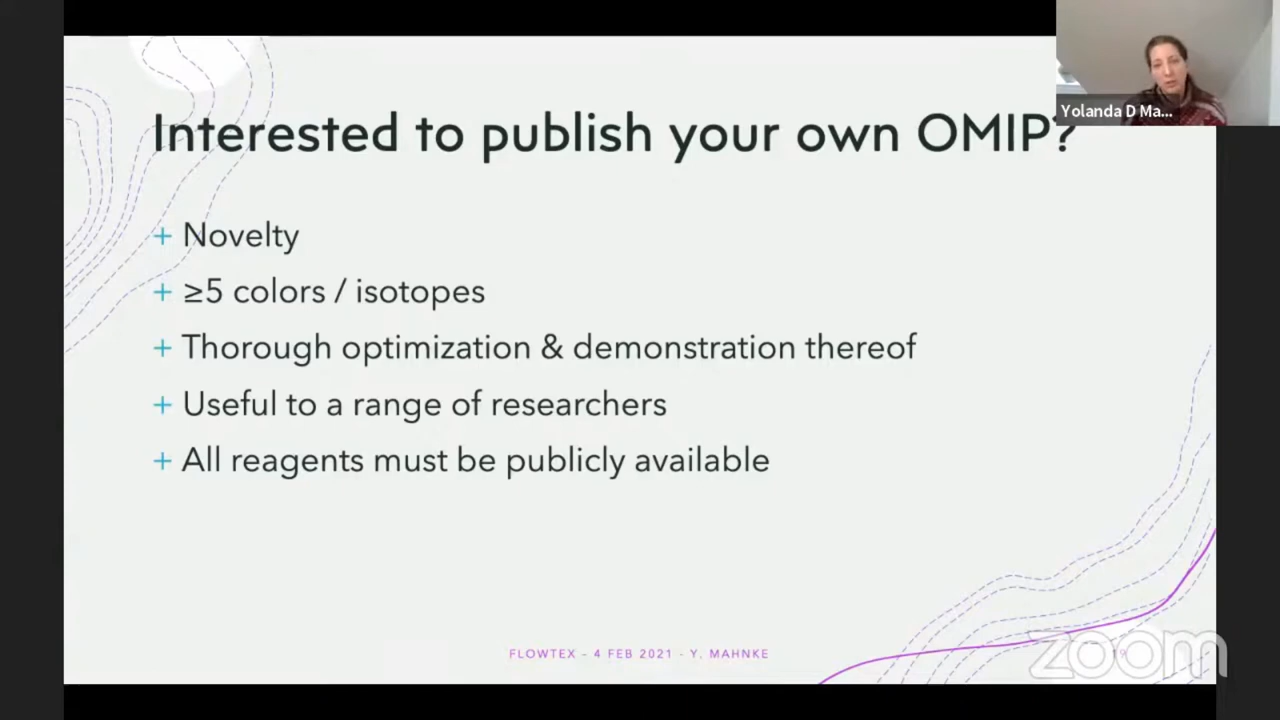 Interested to publish your own OMIP?
Yolanda D Ma...
+ Novelty
+ ≥5 colors / isotopes
+ Thorough optimization & demonstration thereof
+ Useful to a range of researchers
+ All reagents must be publicly available
FLOWTEX - 4 FEB 2021 - Y. MAHNKE
zoom